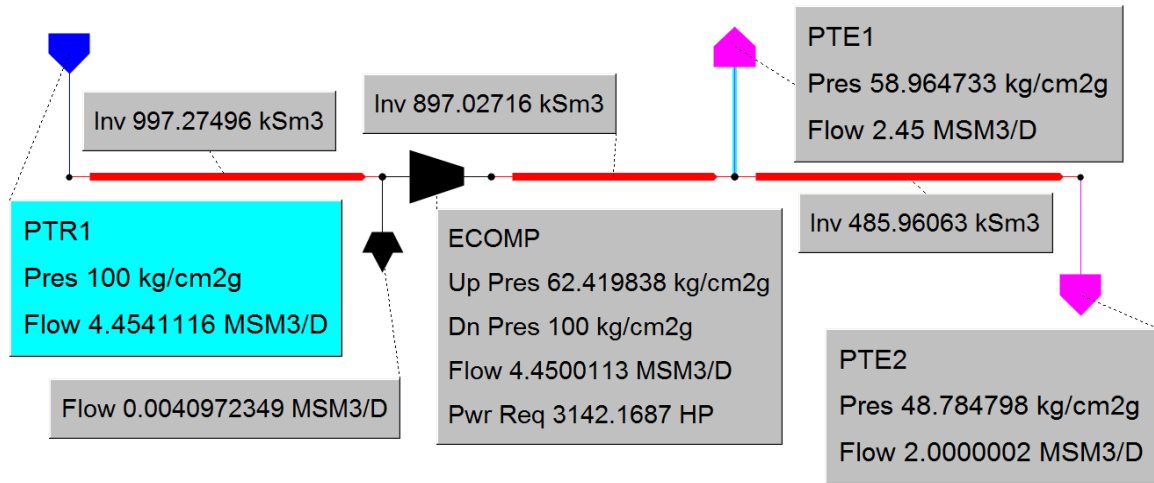 Inv 997.27496 kSm3
Inv 897.02716 kSm3
PTE1
Pres 58.964733 kg/cm2g
Flow 2.45 MSM3/D
PTR1
Pres 100 kg/cm2g
Flow 4.4541116 MSM3/D
ECOMP
Up Pres 62.419838 kg/cm2g
Dn Pres 100 kg/cm2g
Flow 4.4500113 MSM3/D
Pwr Req 3142.1687 HP
Inv 485.96063 kSm3
Flow 0.0040972349 MSM3/D
PTE2
Pres 48.784798 kg/cm2g
Flow 2.0000002 MSM3/D